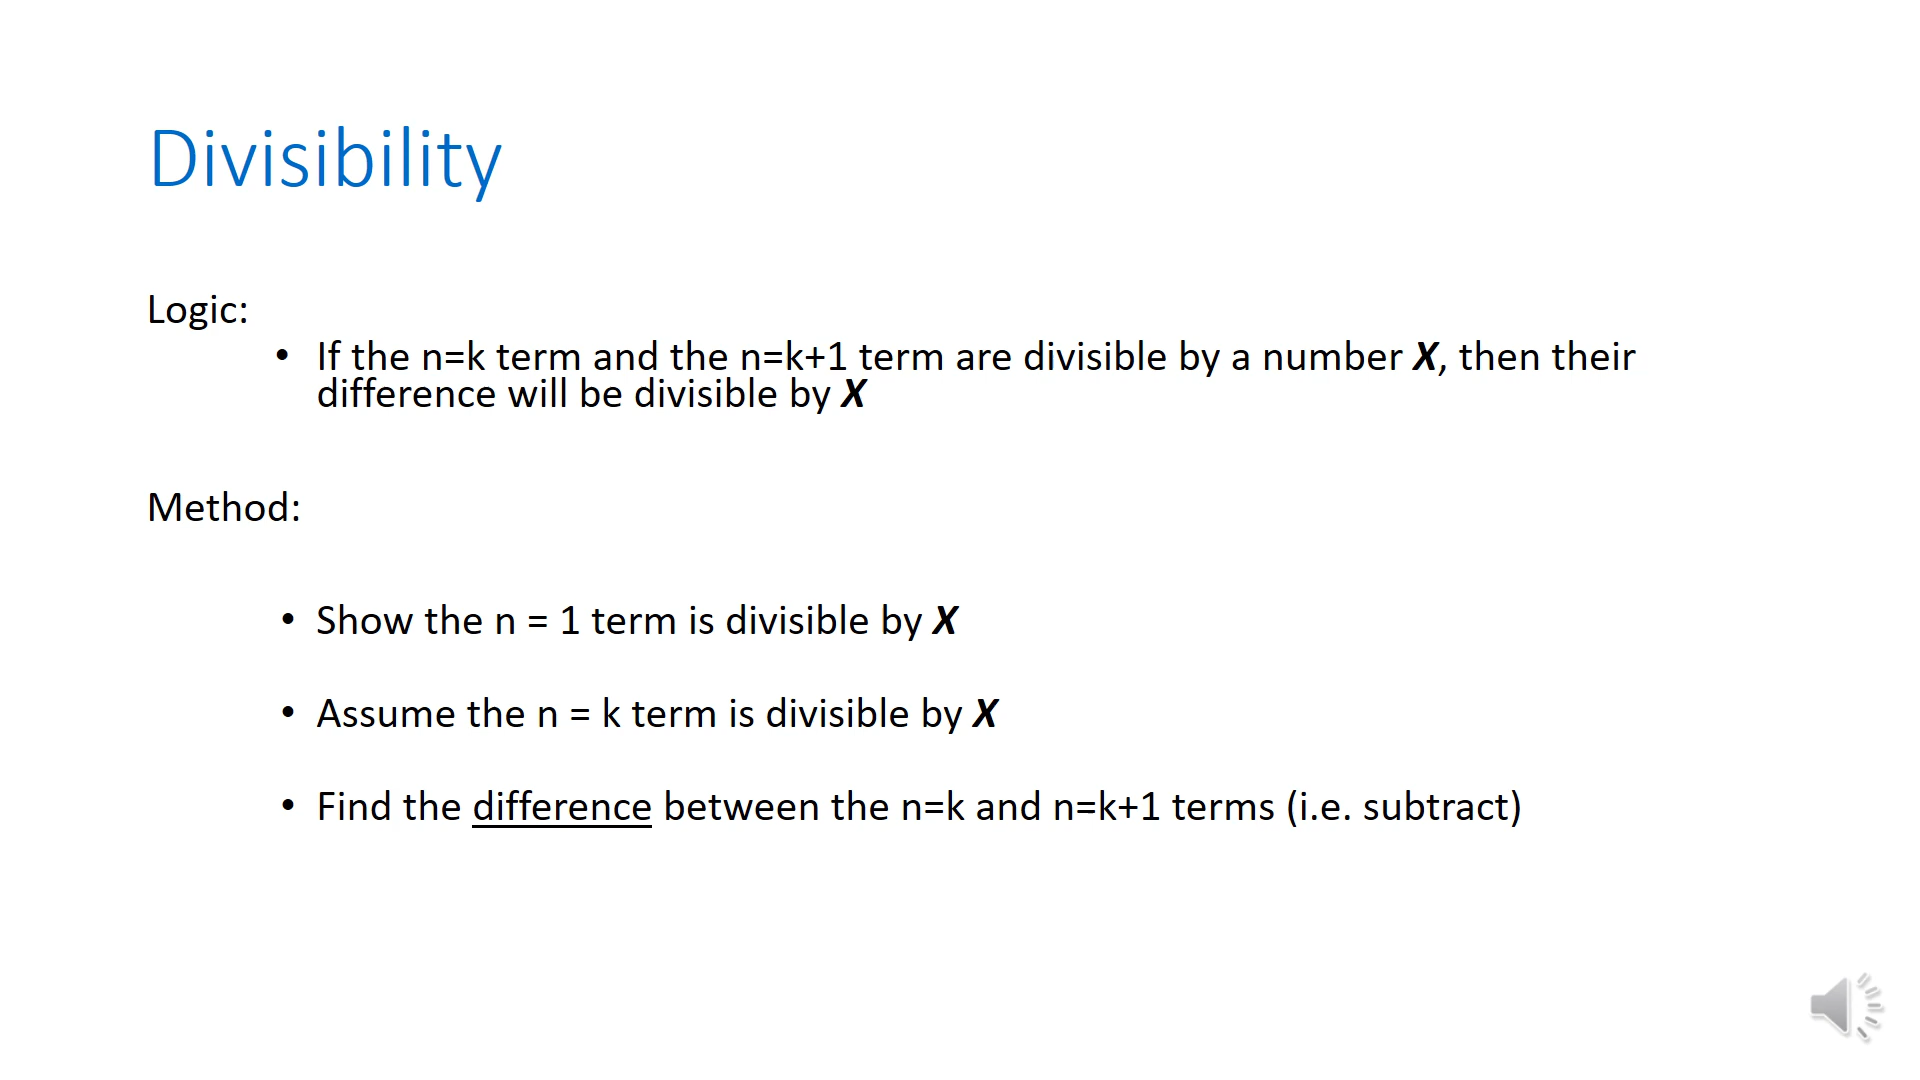 Divisibility
Logic:
• If the n=k term and the n=k+1 term are divisible by a number X, then their
difference will be divisible by X
Method:
• Show the n = 1 term is divisible by X
• Assume the n = k term is divisible by X
• Find the difference between the n=k and n=k+1 terms (i.e. subtract)